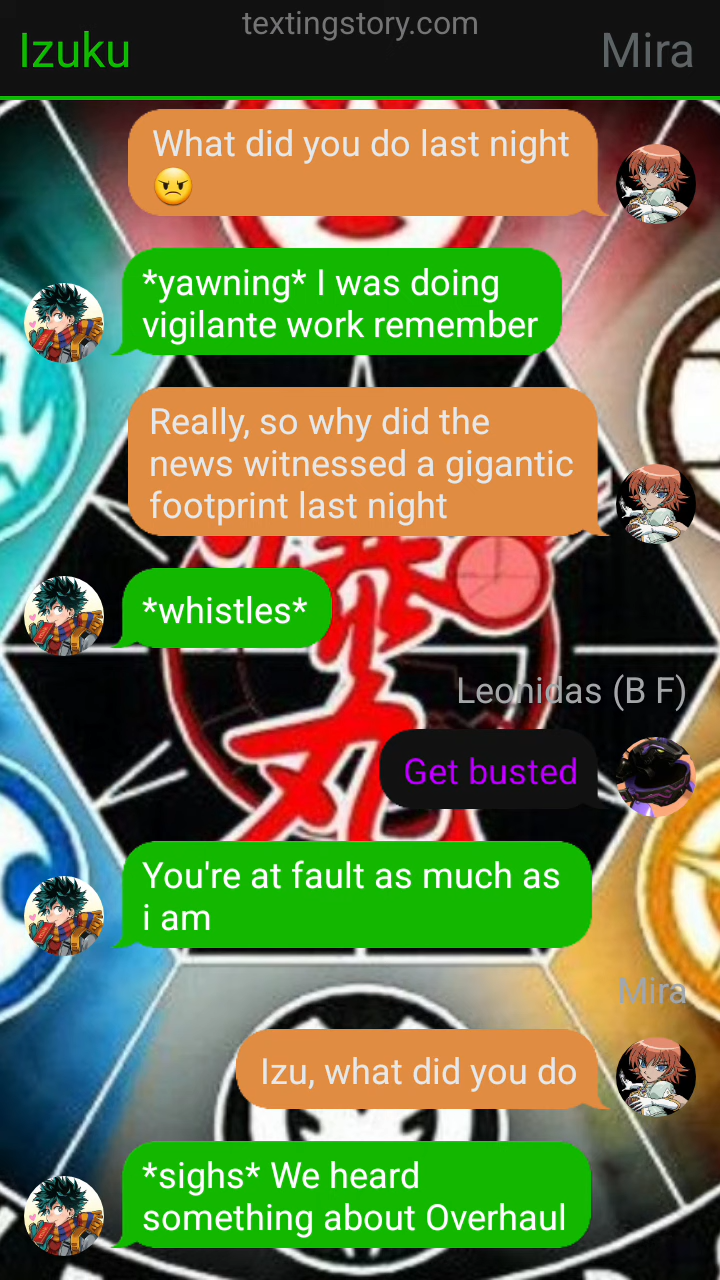 textingstory.com
Izuku
Mira
What did you do last night
😠
*yawning* I was doing
vigilante work remember
Really, so why did the
news witnessed a gigantic
footprint last night
*whistles*
Leonidas (B F)
Get busted
You're at fault as much as
i am
Mira
Izu, what did you do
*sighs* We heard
something about Overhaul